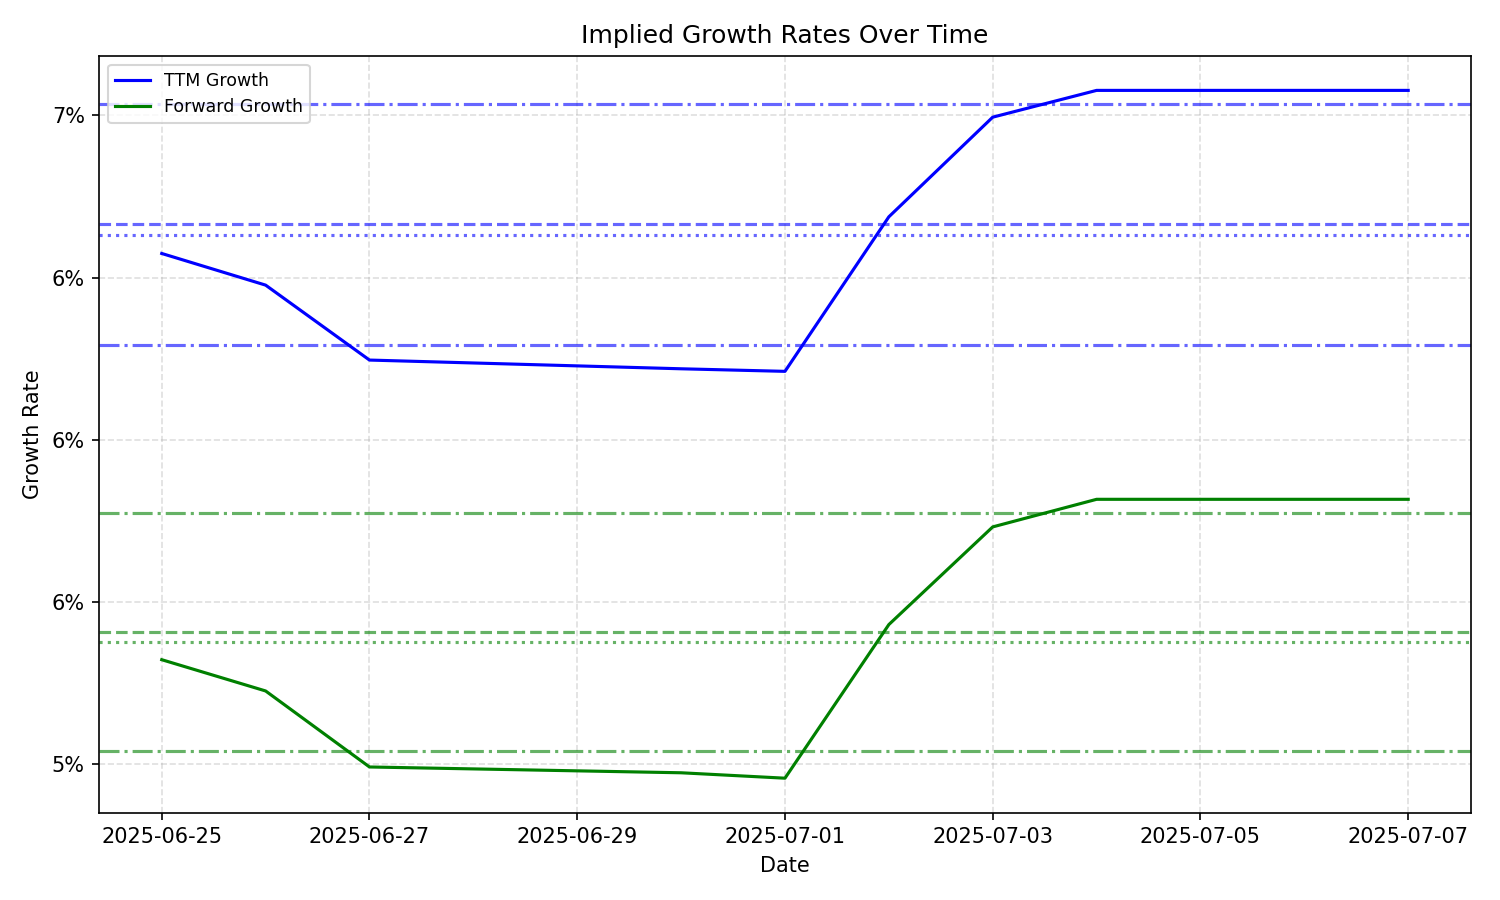 Implied Growth Rates Over Time
TTM Growth
Forward Growth
7%
6%
6%
6%
5%
Growth Rate
2025-06-25
2025-06-27
2025-06-29
2025-07-01
2025-07-03
2025-07-05
2025-07-07
Date